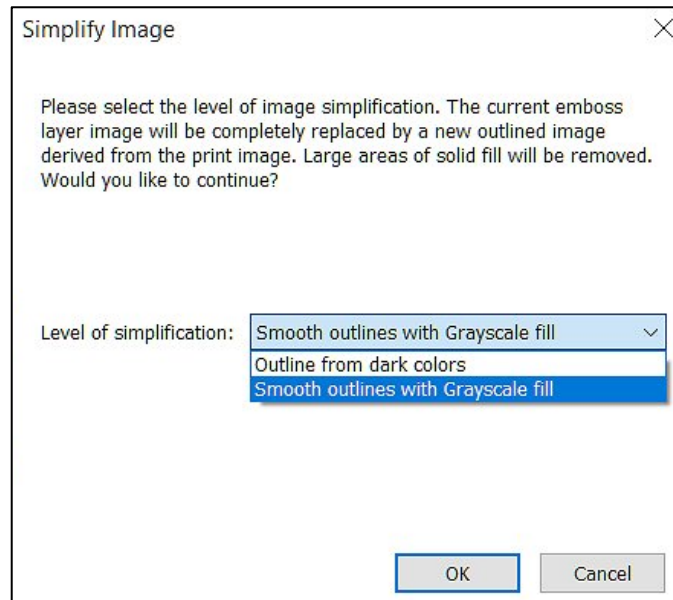 Simplify Image
Please select the level of image simplification. The current emboss
layer image will be completely replaced by a new outlined image
derived from the print image. Large areas of solid fill will be removed.
Would you like to continue?
Level of simplification: Smooth outlines with Grayscale fill
Outline from dark colors
Smooth outlines with Grayscale fill
OK Cancel